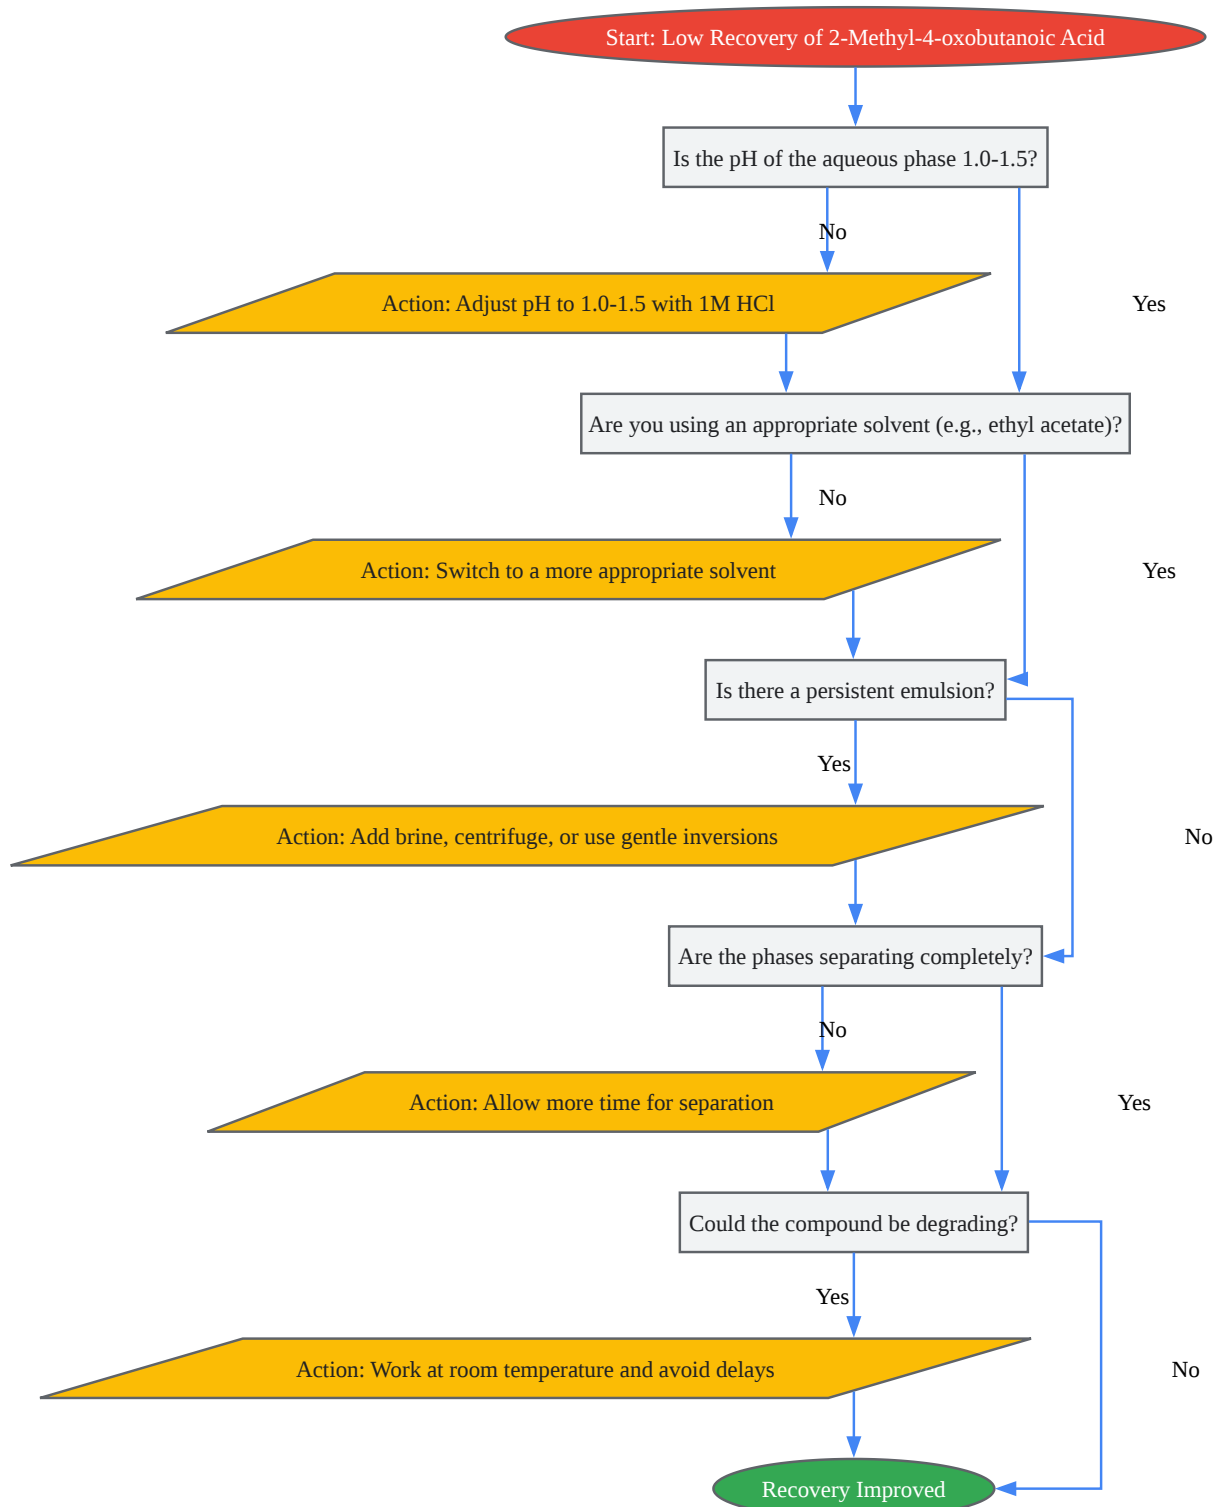 Start: Low Recovery of 2-Methyl-4-oxobutanoic Acid
Is the pH of the aqueous phase 1.0-1.5?
No
Action: Adjust pH to 1.0-1.5 with 1M HCl
Yes
Are you using an appropriate solvent (e.g., ethyl acetate)?
No
Action: Switch to a more appropriate solvent
Yes
Is there a persistent emulsion?
Yes
Action: Add brine, centrifuge, or use gentle inversions
No
Are the phases separating completely?
No
Action: Allow more time for separation
Yes
Could the compound be degrading?
Yes
Action: Work at room temperature and avoid delays
No
Recovery Improved